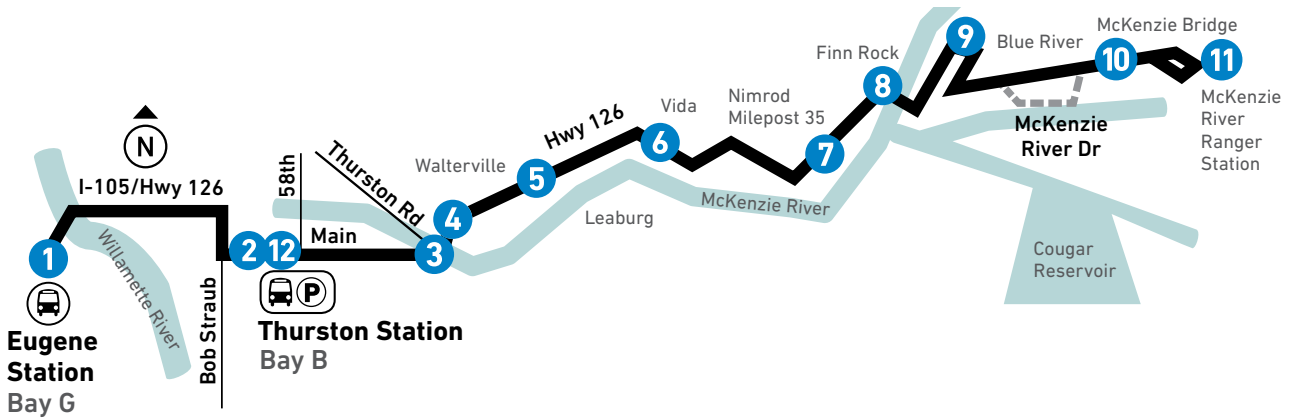 McKenzie Bridge
9
Blue River
10
11
Finn Rock
8
McKenzie
River
Ranger
Station
Nimrod
Milepost 35
Vida
Hwy 126
6
7
McKenzie
River Dr
N
I-105/Hwy 126
58th
Thurston Rd
Walterville
5
4
Leaburg
McKenzie River
1
Willamette River
2
12
Main
3
Cougar
Reservoir
Bob Straub
P
Eugene
Station
Bay G
Thurston Station
Bay B